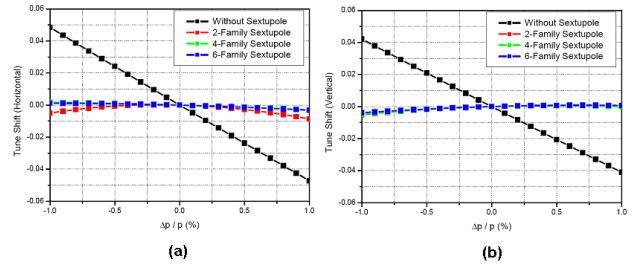 0.06
0.04
0.02
0.00
-0.02
-0.04
-0.06
Tune Shift (Horizontal)
Without Sextupole
2-Family Sextupole
4-Family Sextupole
6-Family Sextupole
-1.0 -0.5 0.0 0.5 1.0
Δp / p (%)
(a)
0.06
0.04
0.02
0.00
-0.02
-0.04
-0.06
Tune Shift (Vertical)
Without Sextupole
2-Family Sextupole
4-Family Sextupole
6-Family Sextupole
-1.0 -0.5 0.0 0.5 1.0
Δp / p (%)
(b)